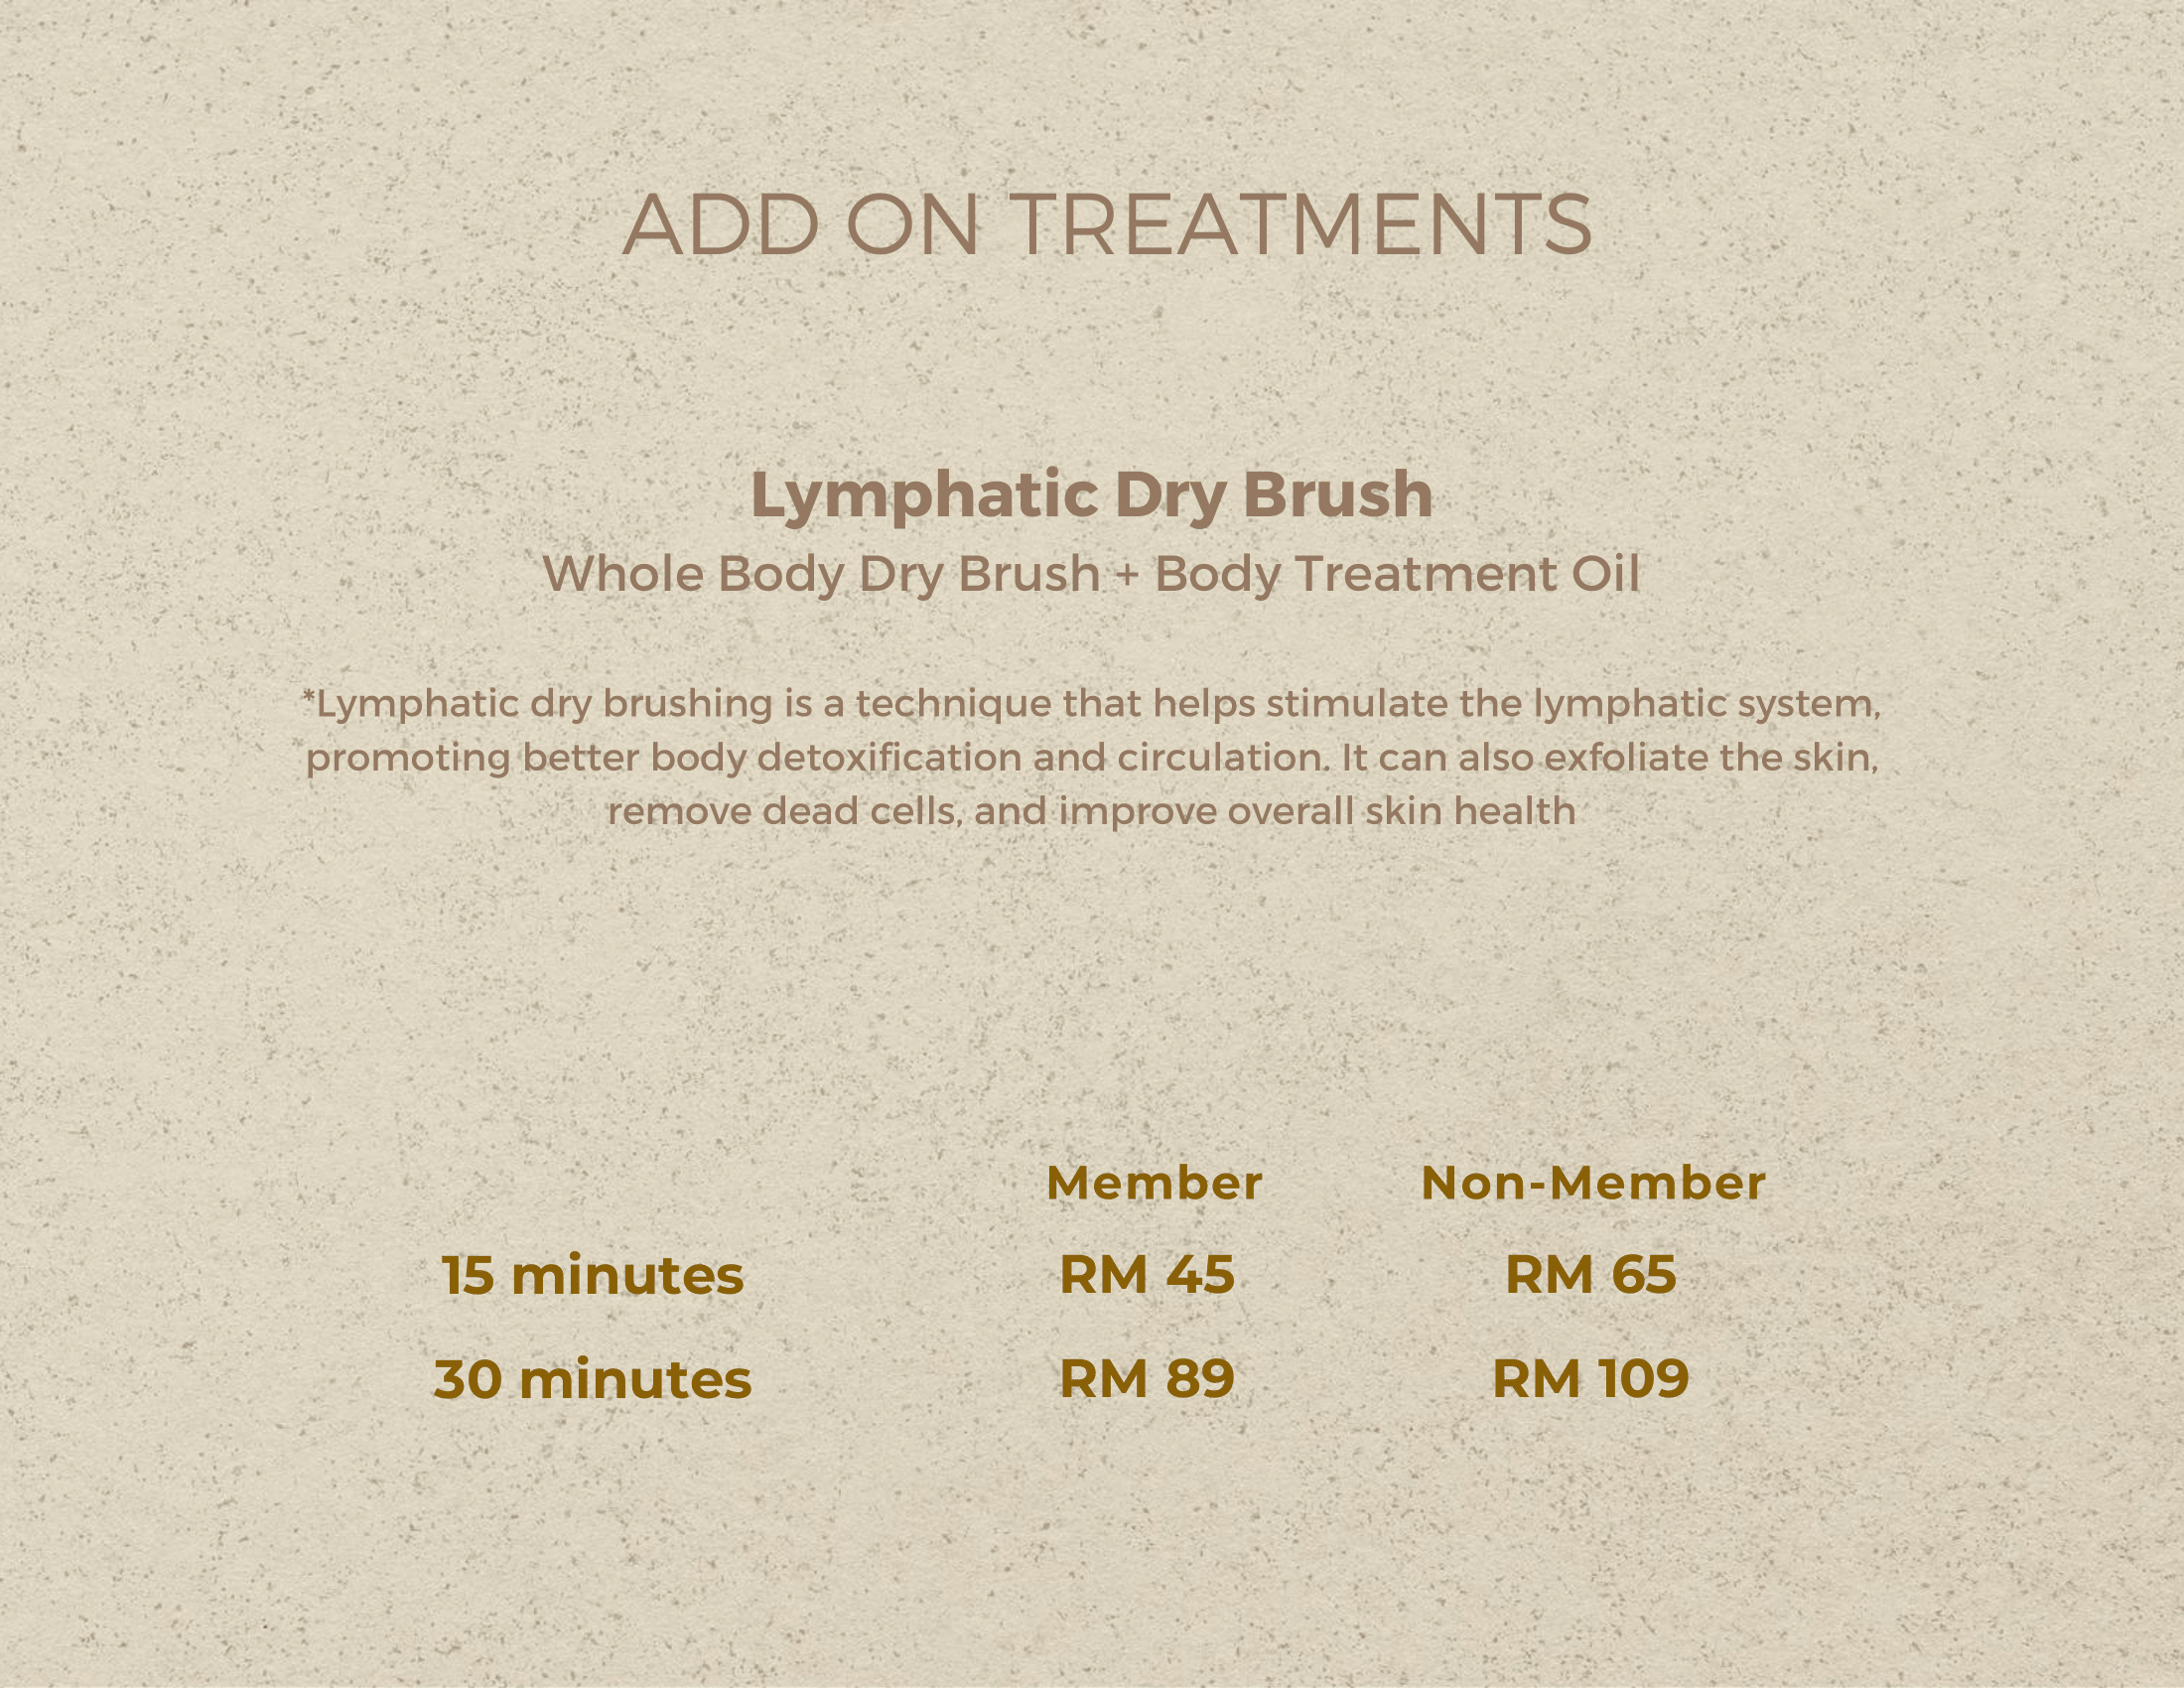 ADD ON TREATMENTS
Lymphatic Dry Brush
Whole Body Dry Brush + Body Treatment Oil
*Lymphatic dry brushing is a technique that helps stimulate the lymphatic system,
promoting better body detoxification and circulation. It can also exfoliate the skin,
remove dead cells, and improve overall skin health
Member Non-Member
15 minutes RM 45 RM 65
30 minutes RM 89 RM 109